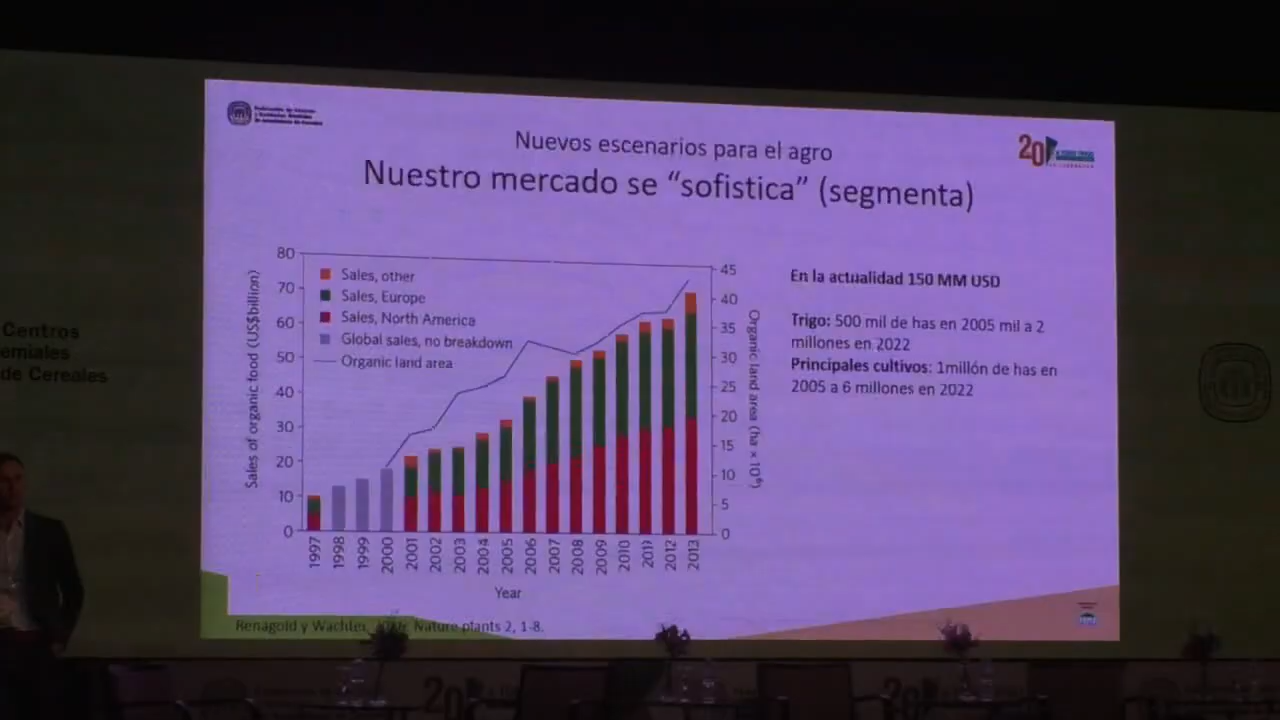 Nuevos escenarios para el agro
Nuestro mercado se “sofistica” (segmenta)
20
80
70
60
50
40
30
20
10
0
Sales of organic food (US$billion)
Sales, other
Sales, Europe
Sales, North America
Global sales, no breakdown
Organic land area
45
40
35
30
25
20
15
10
5
0
Organic land area (ha × 10⁶)
1997
1998
1999
2000
2001
2002
2003
2004
2005
2006
2007
2008
2009
2010
2011
2012
2013
Year
En la actualidad 150 MM USD
Trigo: 500 mil de has en 2005 mil a 2
millones en 2022
Principales cultivos: 1millón de has en
2005 a 6 millones en 2022
Renagold y Wachter, Nature plants 2, 1-8.
Centros
emiales
de Cereales
20
20